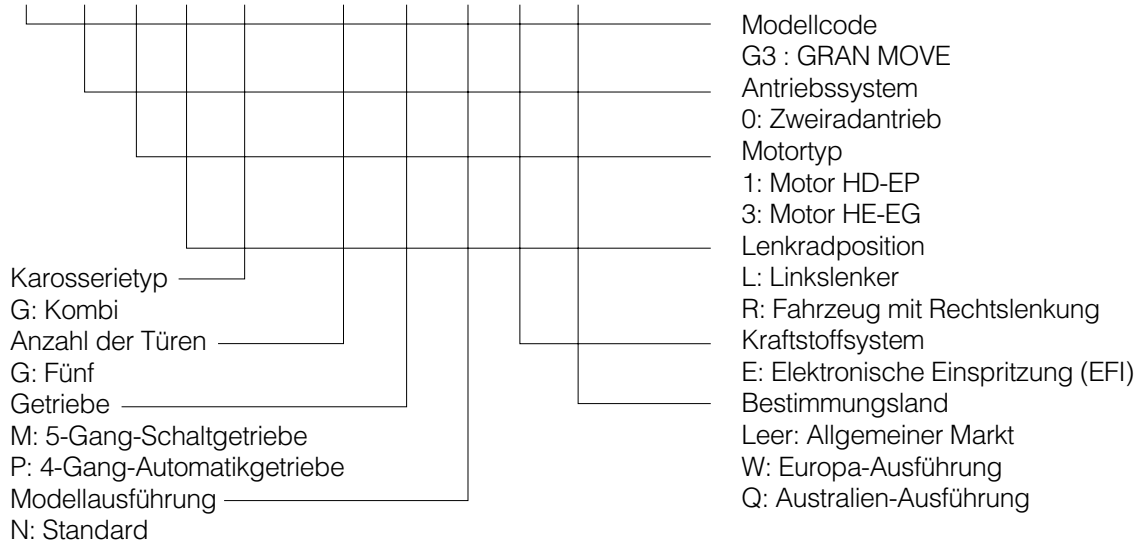 Modellcode
G3 : GRAN MOVE
Antriebssystem
0: Zweiradantrieb
Motortyp
1: Motor HD-EP
3: Motor HE-EG
Lenkradposition
L: Linkslenker
R: Fahrzeug mit Rechtslenkung
Kraftstoffsystem
E: Elektronische Einspritzung (EFI)
Bestimmungsland
Leer: Allgemeiner Markt
W: Europa-Ausführung
Q: Australien-Ausführung
Karosserietyp
G: Kombi
Anzahl der Türen
G: Fünf
Getriebe
M: 5-Gang-Schaltgetriebe
P: 4-Gang-Automatikgetriebe
Modellausführung
N: Standard